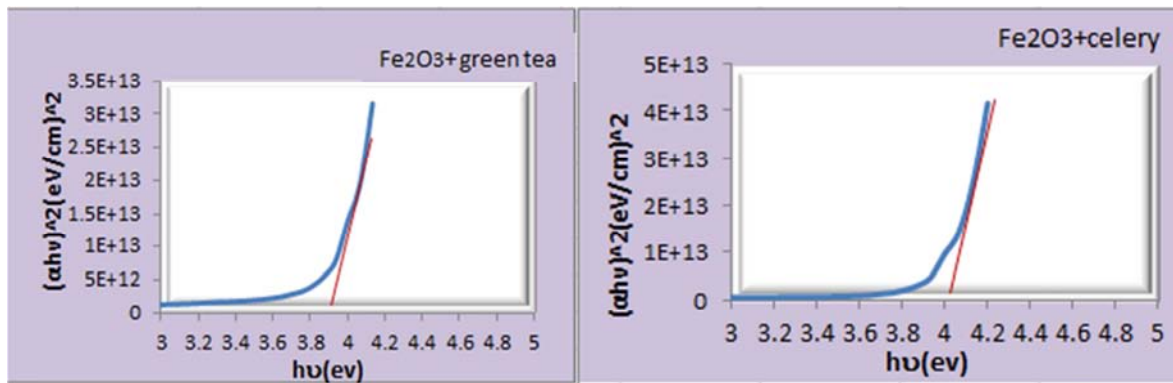 Fe2O3+green tea
(αhν)^2(eV/cm)^2
3.5E+13
3E+13
2.5E+13
2E+13
1.5E+13
1E+13
5E+12
0
3 3.2 3.4 3.6 3.8 4 4.2 4.4 4.6 4.8 5
hυ(ev)
Fe2O3+celery
(αhν)^2(eV/cm)^2
5E+13
4E+13
3E+13
2E+13
1E+13
0
3 3.2 3.4 3.6 3.8 4 4.2 4.4 4.6 4.8 5
hυ(ev)